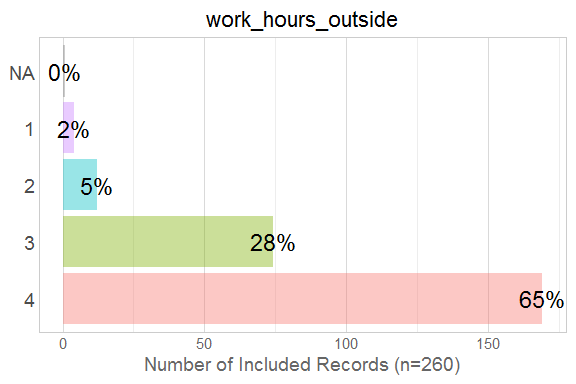 work_hours_outside
NA 0%
1 2%
2 5%
3 28%
4 65%
0 50 100 150
Number of Included Records (n=260)